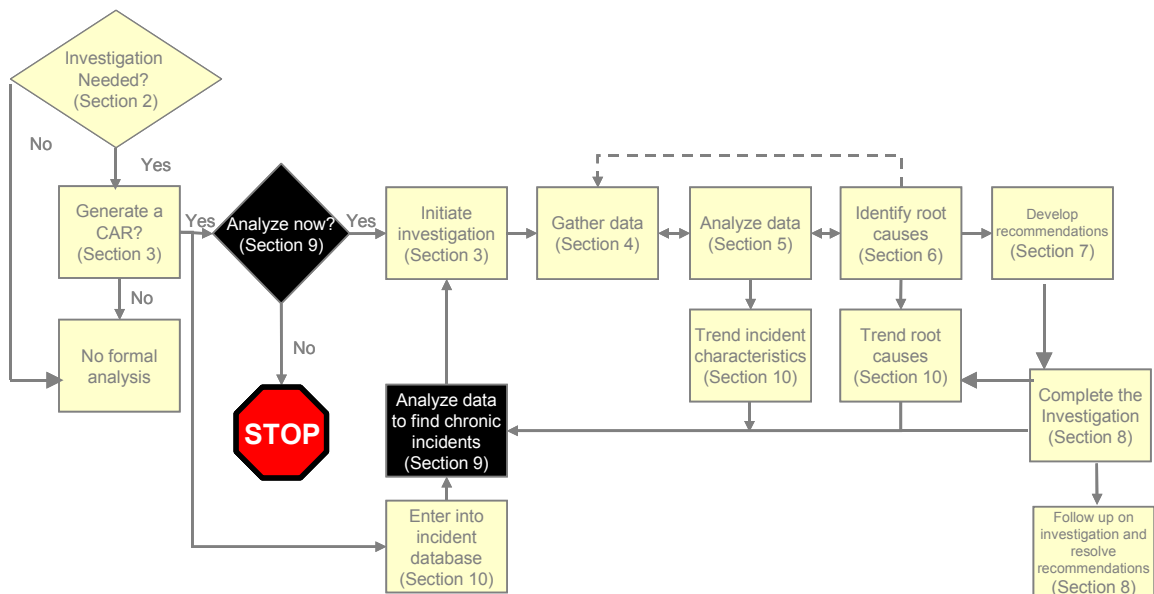 Investigation
Needed?
(Section 2)
No
Yes
Generate a
CAR?
(Section 3)
Yes
No
No formal
analysis
Analyze now?
(Section 9)
Yes
No
STOP
Initiate
investigation
(Section 3)
Gather data
(Section 4)
Analyze data
(Section 5)
Identify root
causes
(Section 6)
Develop
recommendations
(Section 7)
Trend incident
characteristics
(Section 10)
Trend root
causes
(Section 10)
Complete the
Investigation
(Section 8)
Analyze data
to find chronic
incidents
(Section 9)
Enter into
incident
database
(Section 10)
Follow up on
investigation and
resolve
recommendations
(Section 8)